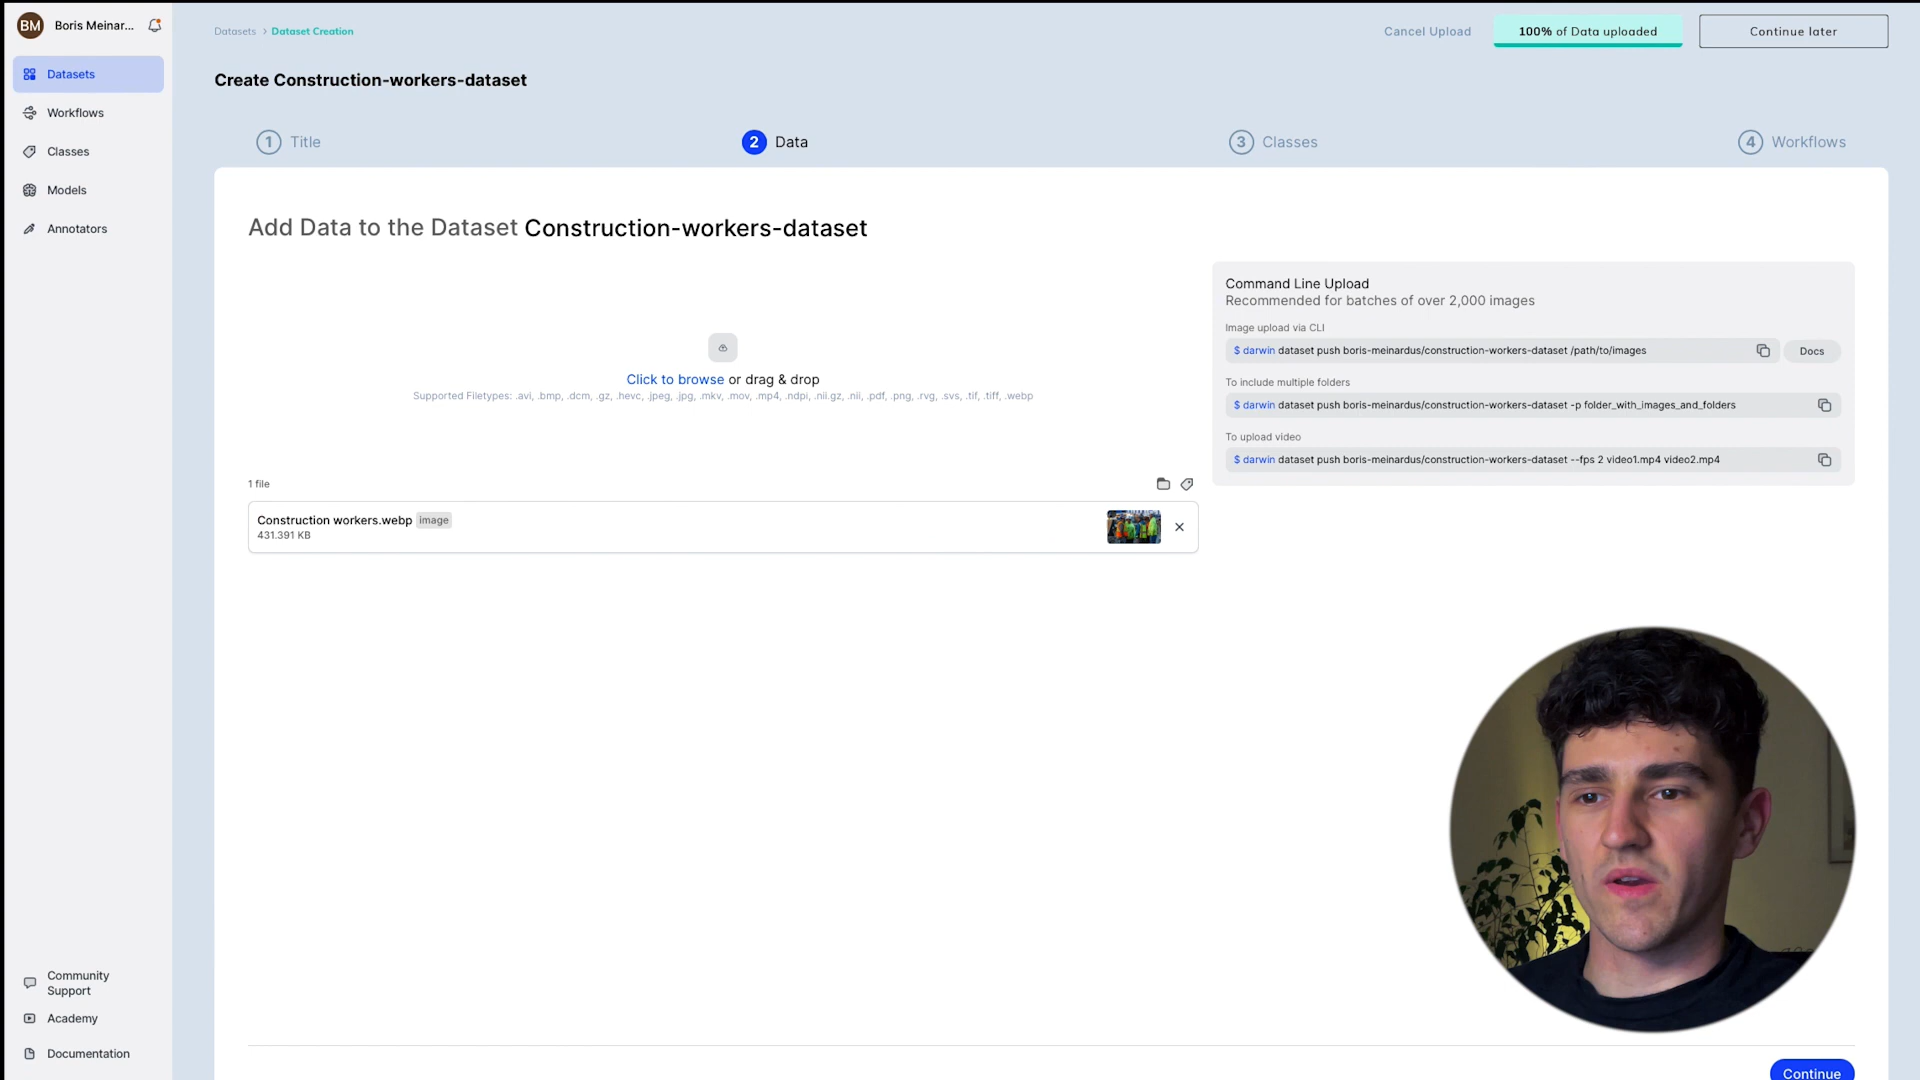 BM Boris Meinar...
Datasets
Workflows
Classes
Models
Annotators
Community
Support
Academy
Documentation
Datasets > Dataset Creation
Cancel Upload
100% of Data uploaded
Continue later
Create Construction-workers-dataset
1 Title
2 Data
3 Classes
4 Workflows
Add Data to the Dataset Construction-workers-dataset
Click to browse or drag & drop
Supported Filetypes: .avi, .bmp, .dcm, .gz, .hevc, .jpeg, .jpg, .mkv, .mov, .mp4, .ndpi, .nii.gz, .nii, .pdf, .png, .rvg, .svs, .tif, .tiff, .webp
1 file
Construction workers.webp image
431.391 KB
Command Line Upload
Recommended for batches of over 2,000 images
Image upload via CLI
$ darwin dataset push boris-meinardus/construction-workers-dataset /path/to/images
Docs
To include multiple folders
$ darwin dataset push boris-meinardus/construction-workers-dataset -p folder_with_images_and_folders
To upload video
$ darwin dataset push boris-meinardus/construction-workers-dataset --fps 2 video1.mp4 video2.mp4
Continue